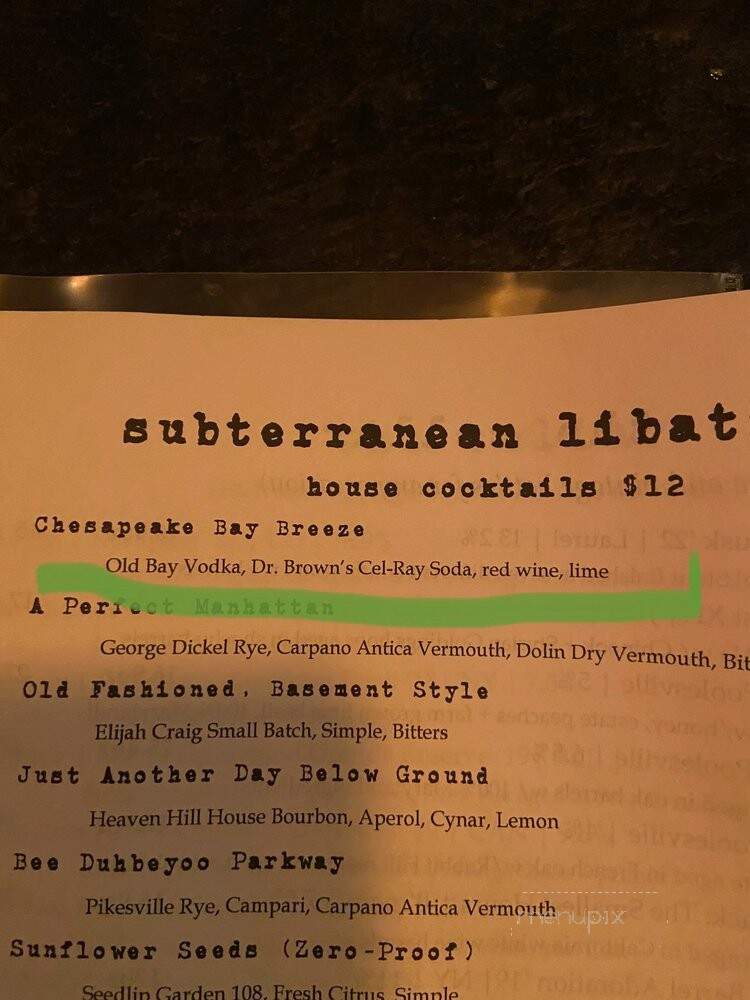 subterranean libat
house cocktails $12
Chesapeake Bay Breeze
Old Bay Vodka, Dr. Brown's Cel-Ray Soda, red wine, lime
A Perfect Manhattan
George Dickel Rye, Carpano Antica Vermouth, Dolin Dry Vermouth, Bit
Old Fashioned, Basement Style
Elijah Craig Small Batch, Simple, Bitters
Just Another Day Below Ground
Heaven Hill House Bourbon, Aperol, Cynar, Lemon
Bee Duhbeyoo Parkway
Pikesville Rye, Campari, Carpano Antica Vermouth
menupix
Sunflower Seeds (Zero-Proof)
Seedlip Garden 108, Fresh Citrus, Simple